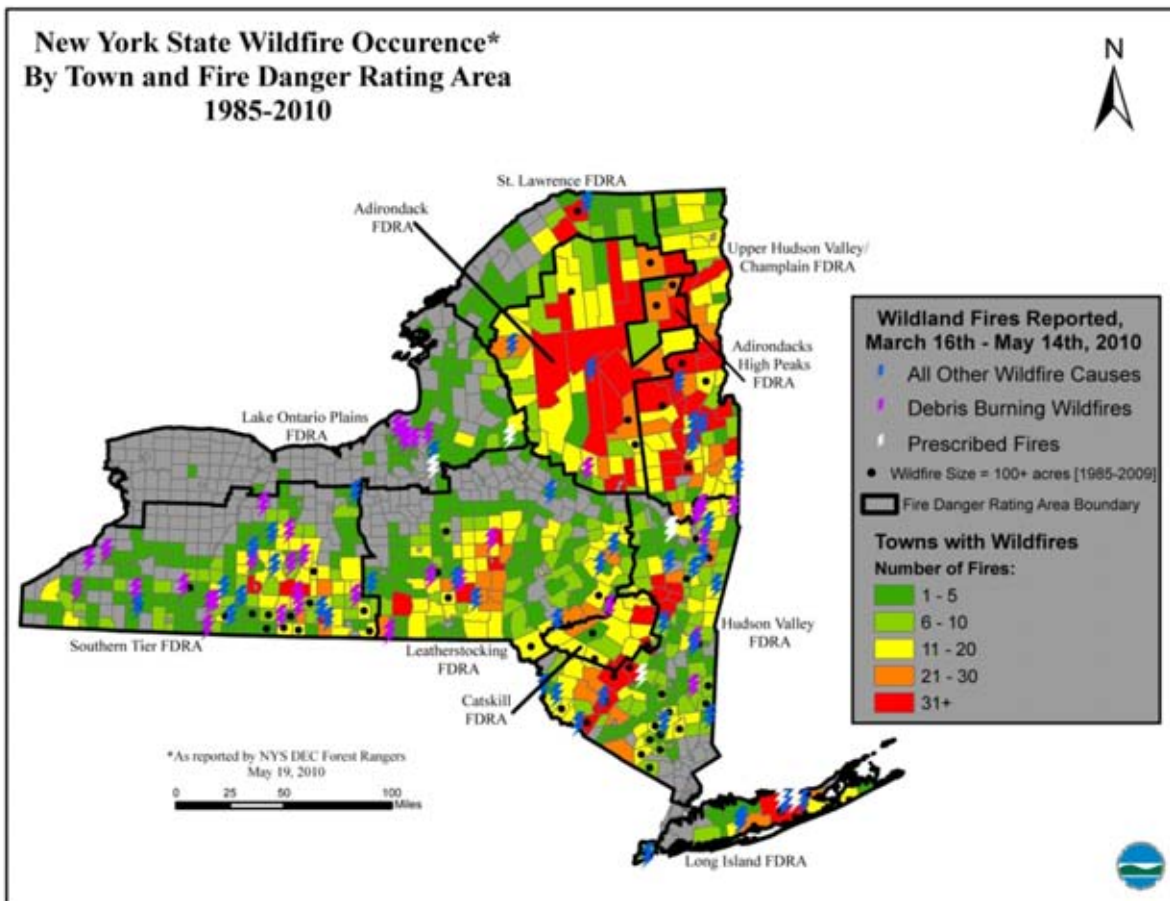 New York State Wildfire Occurence*
By Town and Fire Danger Rating Area
1985-2010
N
St. Lawrence FDRA
Adirondack
FDRA
Upper Hudson Valley/
Champlain FDRA
Adirondacks
High Peaks
FDRA
Lake Ontario Plains
FDRA
Southern Tier FDRA
Leatherstocking
FDRA
Catskill
FDRA
Hudson Valley
FDRA
Long Island FDRA
Wildland Fires Reported,
March 16th - May 14th, 2010
All Other Wildfire Causes
Debris Burning Wildfires
Prescribed Fires
Wildfire Size = 100+ acres [1985-2009]
Fire Danger Rating Area Boundary
Towns with Wildfires
Number of Fires:
1 - 5
6 - 10
11 - 20
21 - 30
31+
*As reported by NYS DEC Forest Rangers
May 19, 2010
0 25 50 100
Miles